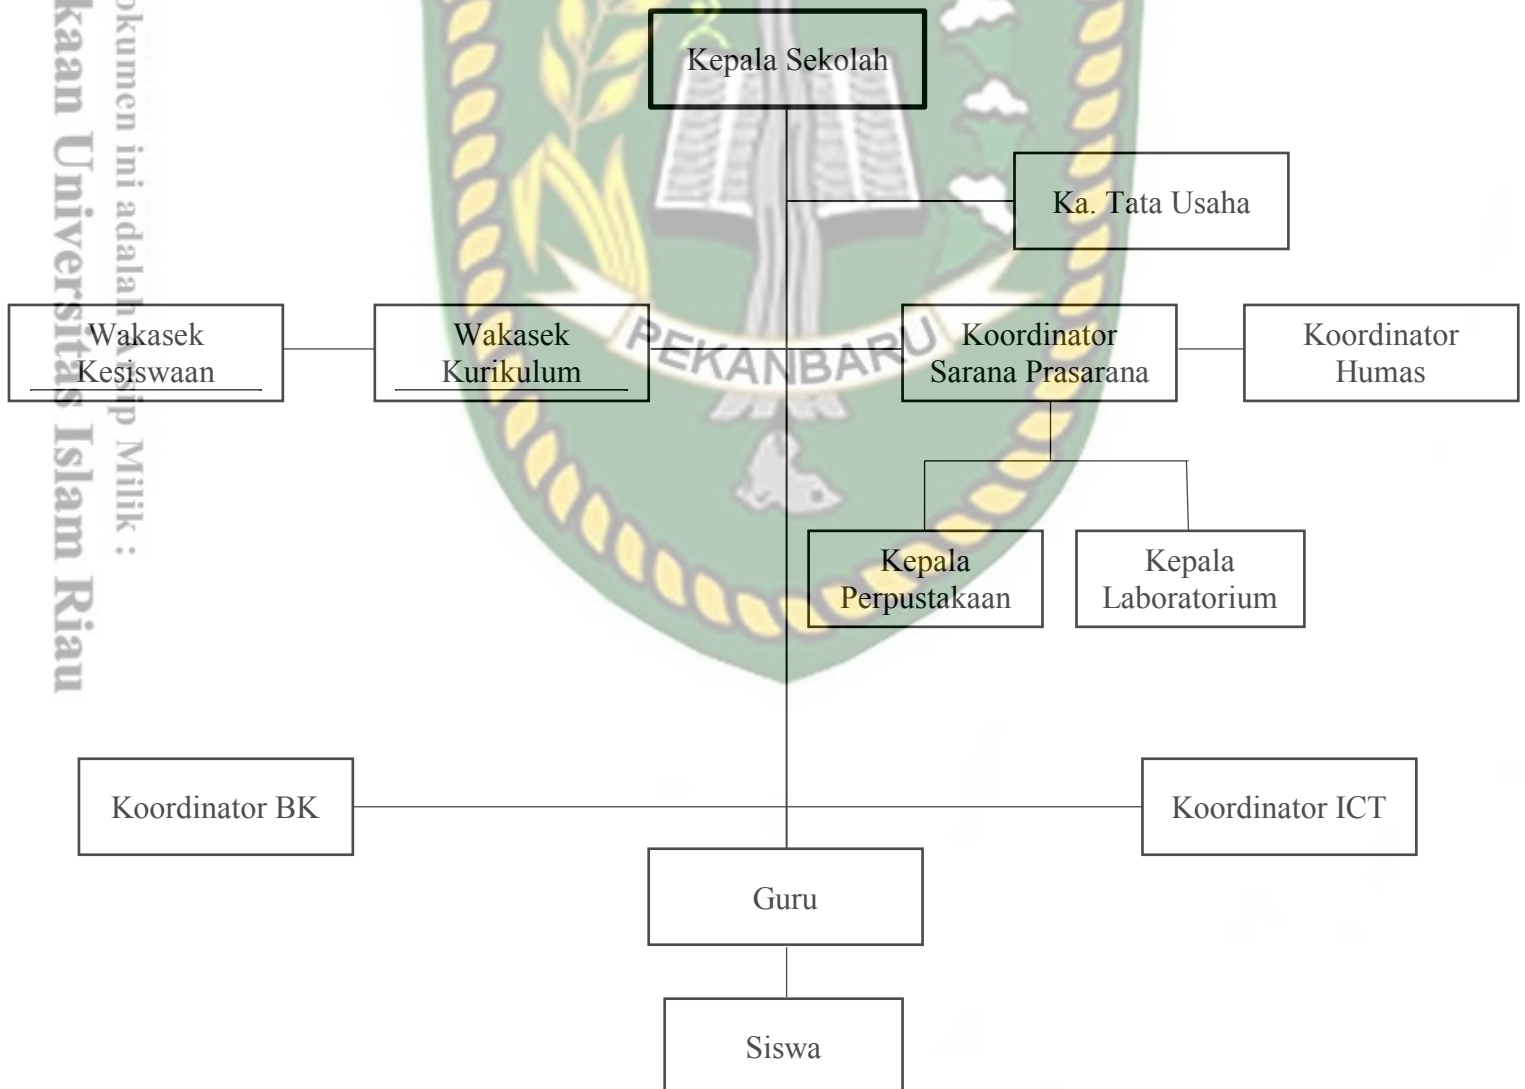 Kepala Sekolah
Ka. Tata Usaha
Wakasek
Kesiswaan
Wakasek
Kurikulum
Koordinator
Sarana Prasarana
Koordinator
Humas
PEKANBARU
Kepala
Perpustakaan
Kepala
Laboratorium
Koordinator BK
Koordinator ICT
Guru
Siswa
okumen ini adalah Arsip Milik :
kaan Universitas Islam Riau